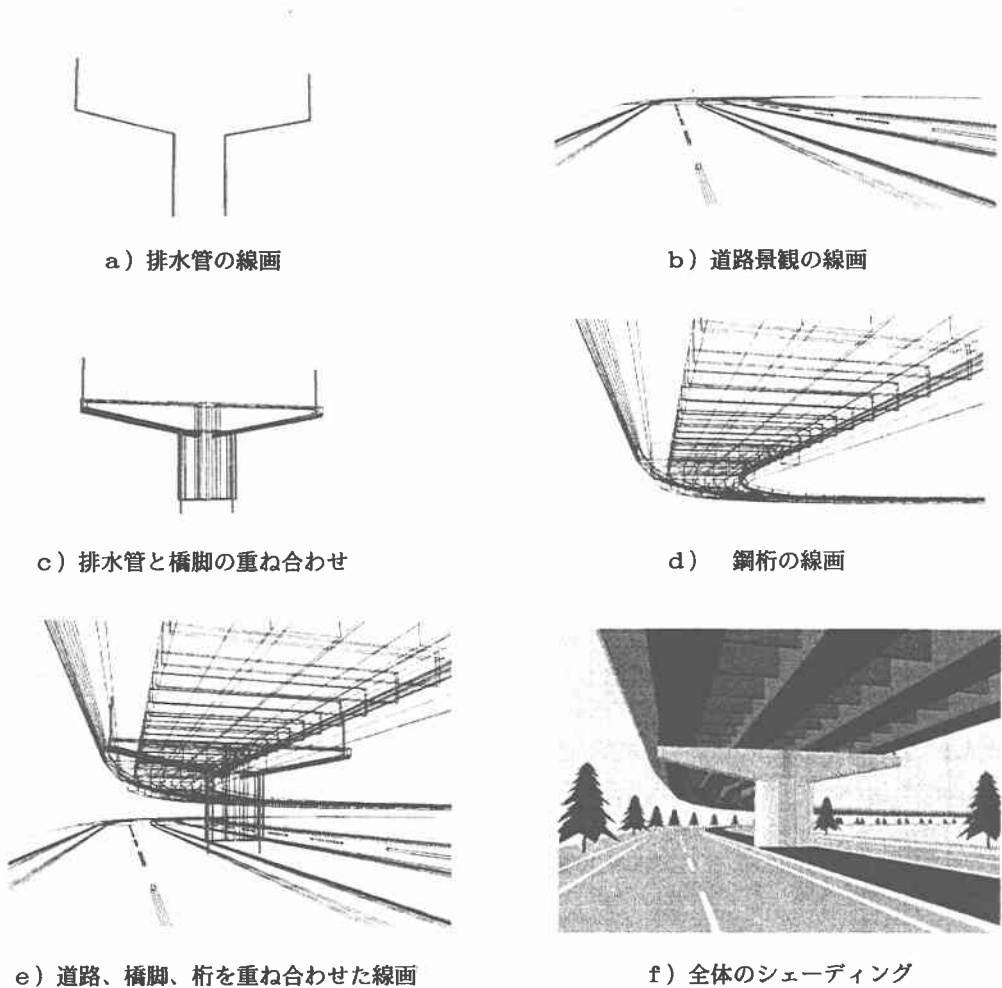 a）排水管の線画
b）道路景観の線画
c）排水管と橋脚の重ね合わせ
d）　鋼桁の線画
e）道路、橋脚、桁を重ね合わせた線画
f）全体のシェーディング